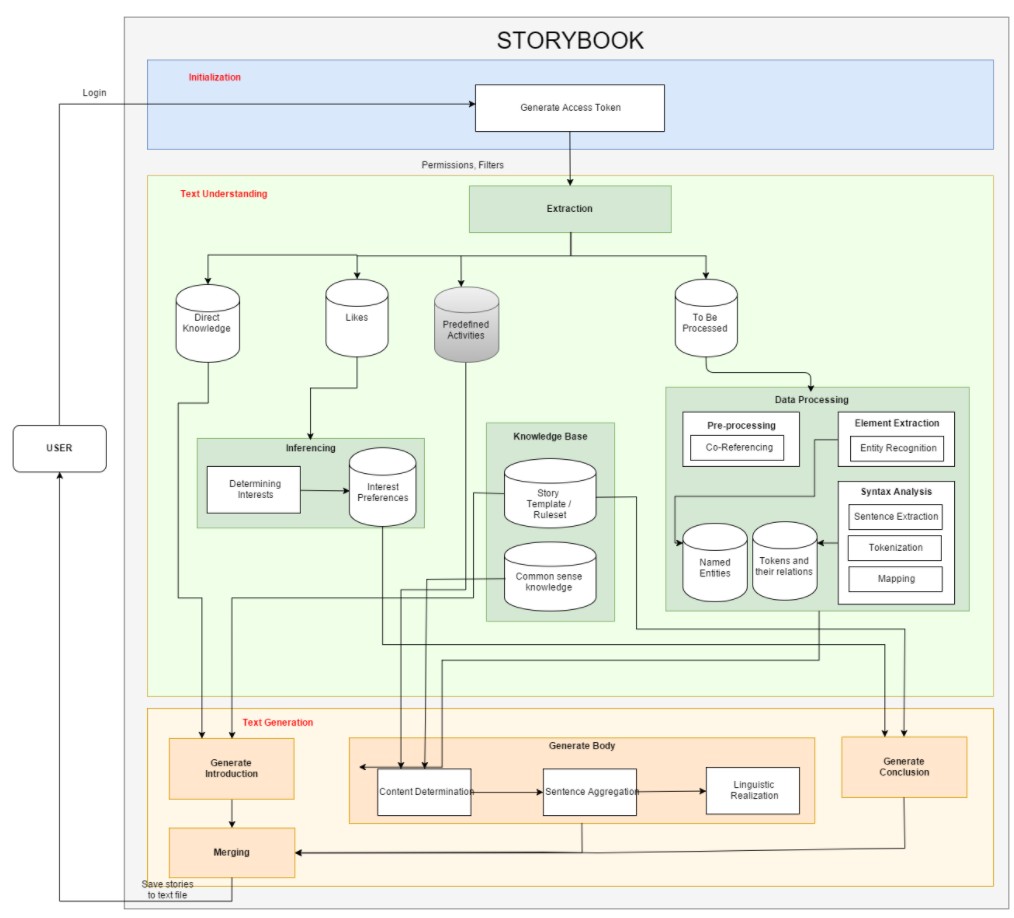 STORYBOOK
Initialization
Login
Generate Access Token
Permissions, Filters
Text Understanding
Extraction
Direct
Knowledge
Likes
Predefined
Activities
To Be
Processed
Data Processing
Pre-processing
Co-Referencing
Element Extraction
Entity Recognition
USER
Inferencing
Determining
Interests
Interest
Preferences
Knowledge Base
Story
Template /
Ruleset
Common sense
knowledge
Syntax Analysis
Sentence Extraction
Tokenization
Mapping
Named
Entities
Tokens and
their relations
Text Generation
Generate
Introduction
Generate Body
Content Determination
Sentence Aggregation
Linguistic
Realization
Generate
Conclusion
Merging
Save stories
to text file